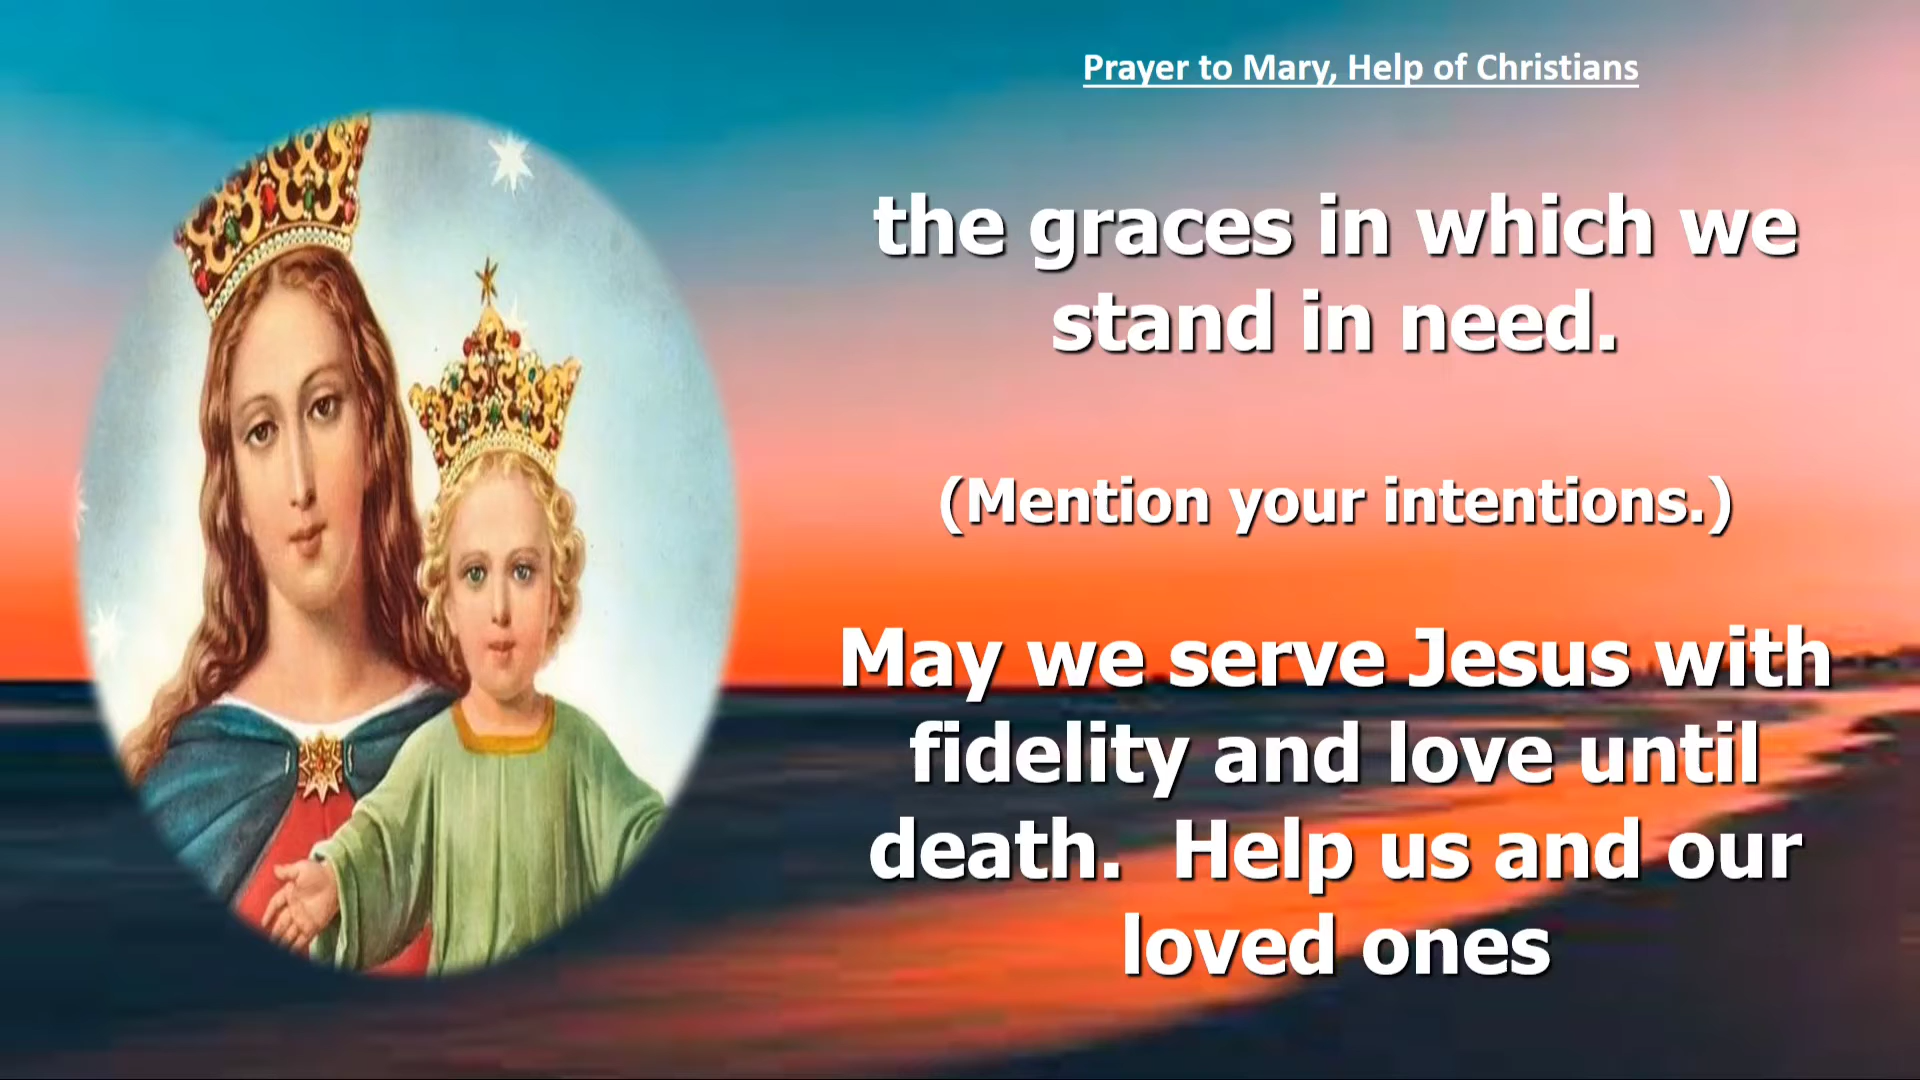 Prayer to Mary, Help of Christians
the graces in which we
stand in need.
(Mention your intentions.)
May we serve Jesus with
fidelity and love until
death.  Help us and our
loved ones